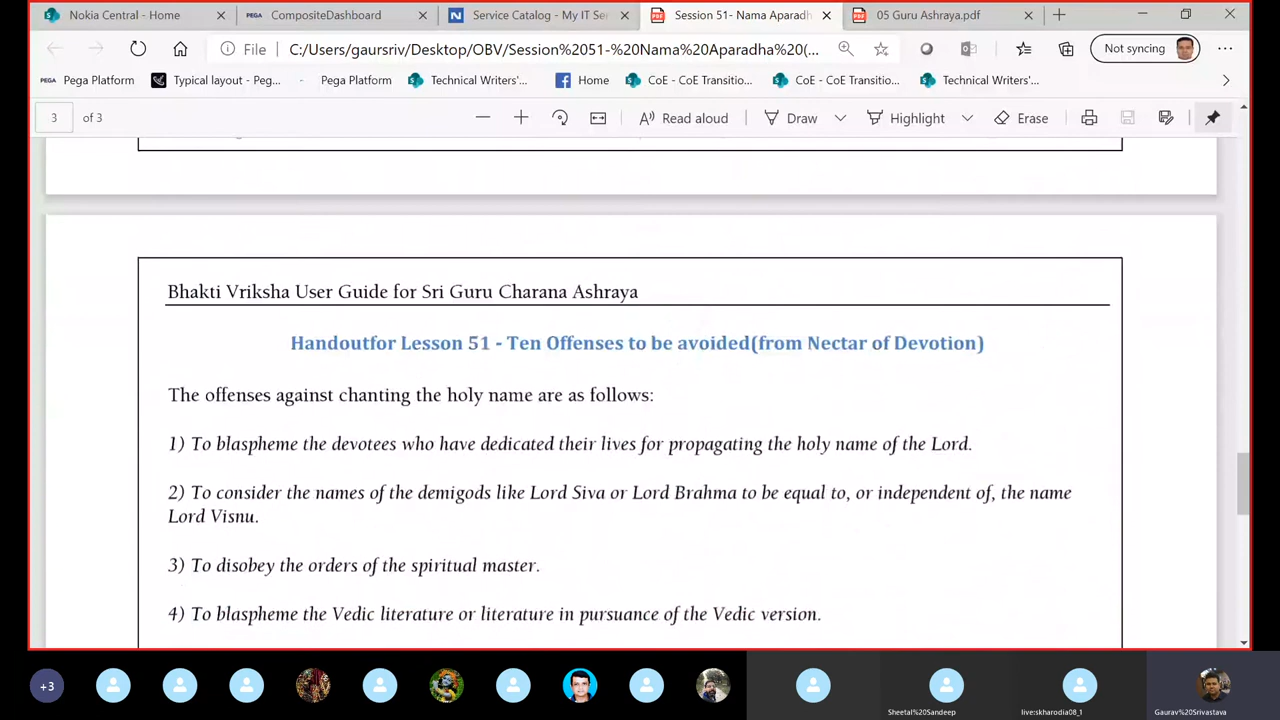 Nokia Central - Home
CompositeDashboard
Service Catalog - My IT Ser
Session 51- Nama Aparadh
05 Guru Ashraya.pdf
File C:/Users/gaursriv/Desktop/OBV/Session%2051-%20Nama%20Aparadha%20(...
Not syncing
Pega Platform
Typical layout - Peg...
Pega Platform
Technical Writers'...
Home
CoE - CoE Transitio...
CoE - CoE Transitio...
Technical Writers'...
3 of 3
Read aloud
Draw
Highlight
Erase
Bhakti Vriksha User Guide for Sri Guru Charana Ashraya
Handoutfor Lesson 51 - Ten Offenses to be avoided(from Nectar of Devotion)
The offenses against chanting the holy name are as follows:
1) To blaspheme the devotees who have dedicated their lives for propagating the holy name of the Lord.
2) To consider the names of the demigods like Lord Siva or Lord Brahma to be equal to, or independent of, the name
Lord Visnu.
3) To disobey the orders of the spiritual master.
4) To blaspheme the Vedic literature or literature in pursuance of the Vedic version.
+3
Sheetal%20Sandeep
live:skharodia08_1
Gaurav%20Srivastava